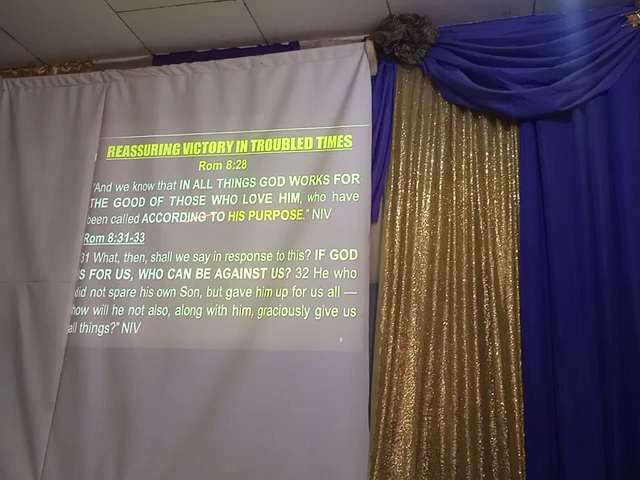 REASSURING VICTORY IN TROUBLED TIMES
Rom 8:28
"And we know that IN ALL THINGS GOD WORKS FOR
THE GOOD OF THOSE WHO LOVE HIM, who have
been called ACCORDING TO HIS PURPOSE." NIV
Rom 8:31-33
31 What, then, shall we say in response to this? IF GOD
IS FOR US, WHO CAN BE AGAINST US? 32 He who
did not spare his own Son, but gave him up for us all —
how will he not also, along with him, graciously give us
all things?" NIV